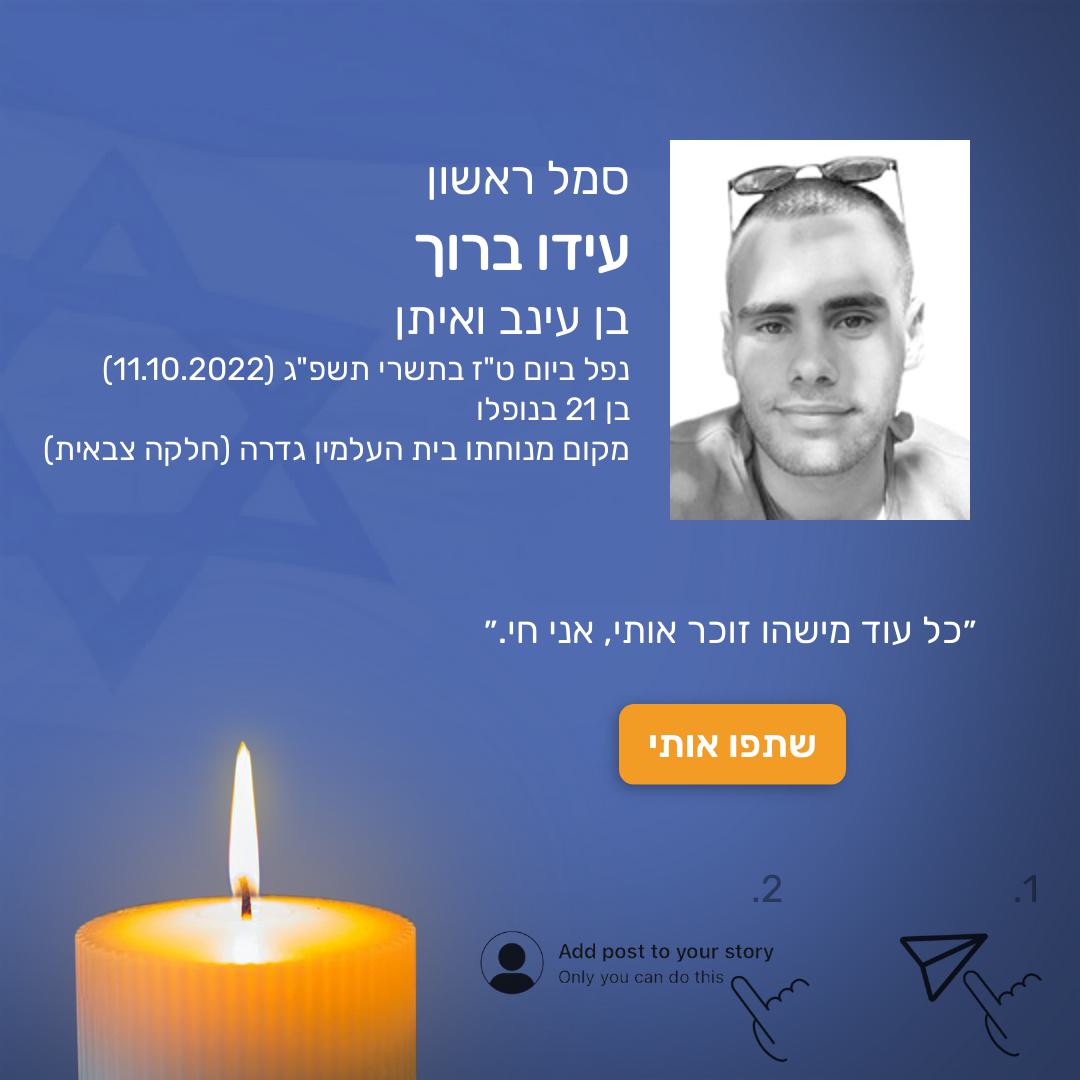 סמל ראשון
עידו ברוך
בן עינב ואיתן
נפל ביום ט"ז בתשרי תשפ"ג (11.10.2022)
בן 21 בנופלו
מקום מנוחתו בית העלמין גדרה (חלקה צבאית)
״כל עוד מישהו זוכר אותי, אני חי.״
שתפו אותי
.1
.2
Add post to your story
Only you can do this